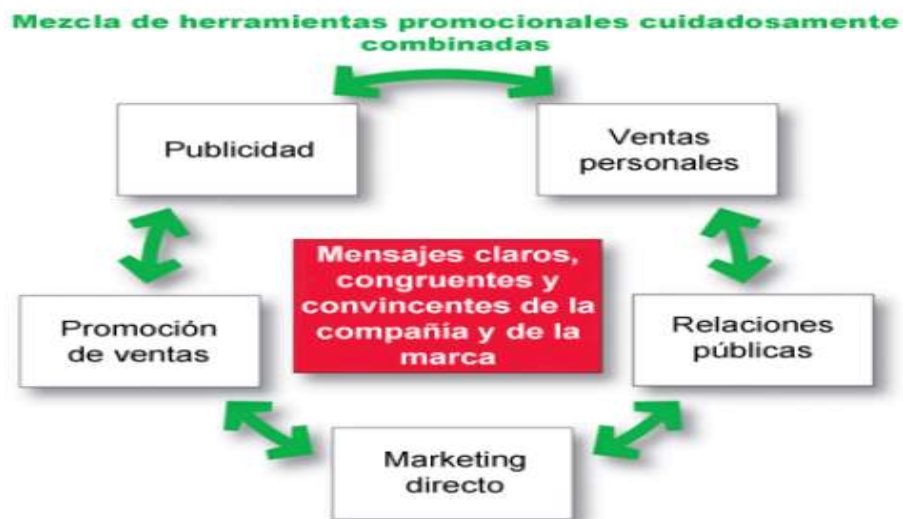 Mezcla de herramientas promocionales cuidadosamente
combinadas
Publicidad
Ventas
personales
Mensajes claros,
congruentes y
convincentes de la
compañía y de la
marca
Promoción
de ventas
Relaciones
públicas
Marketing
directo